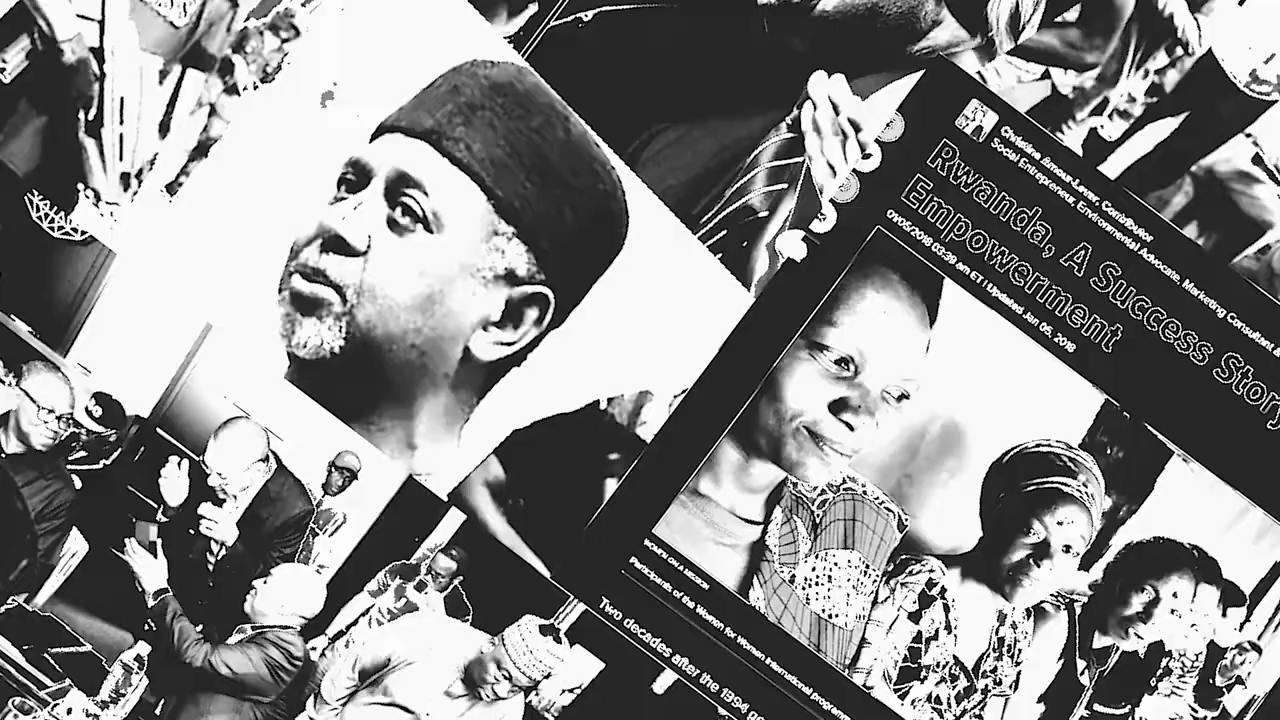 Christina Amour-Levar, Contributor
Social Entrepreneur, Environmental Advocate, Marketing Consultant &
Rwanda, A Success Story
Empowerment
01/05/2018 03:39 am ET | Updated Jan 05, 2018
WOMEN ON A MISSION
Participants of the Women for Women International programme
Two decades after the 1994